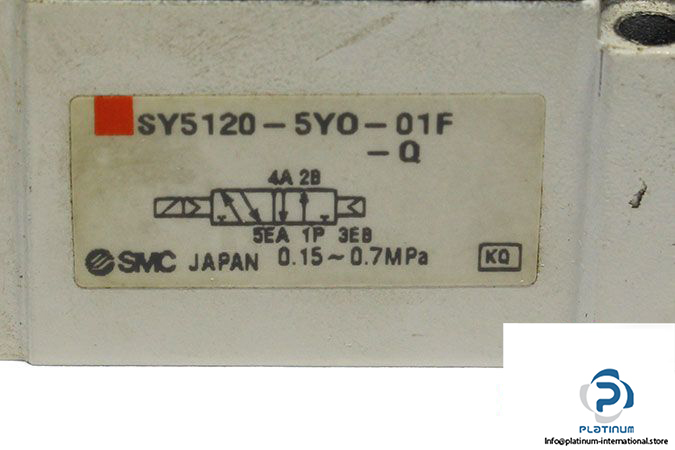 SY5120-5YO-01F
-Q
4A 2B
5EA 1P 3EB
SMC JAPAN 0.15~0.7MPa
KQ
PLATINUM
Info@platinum-international.store